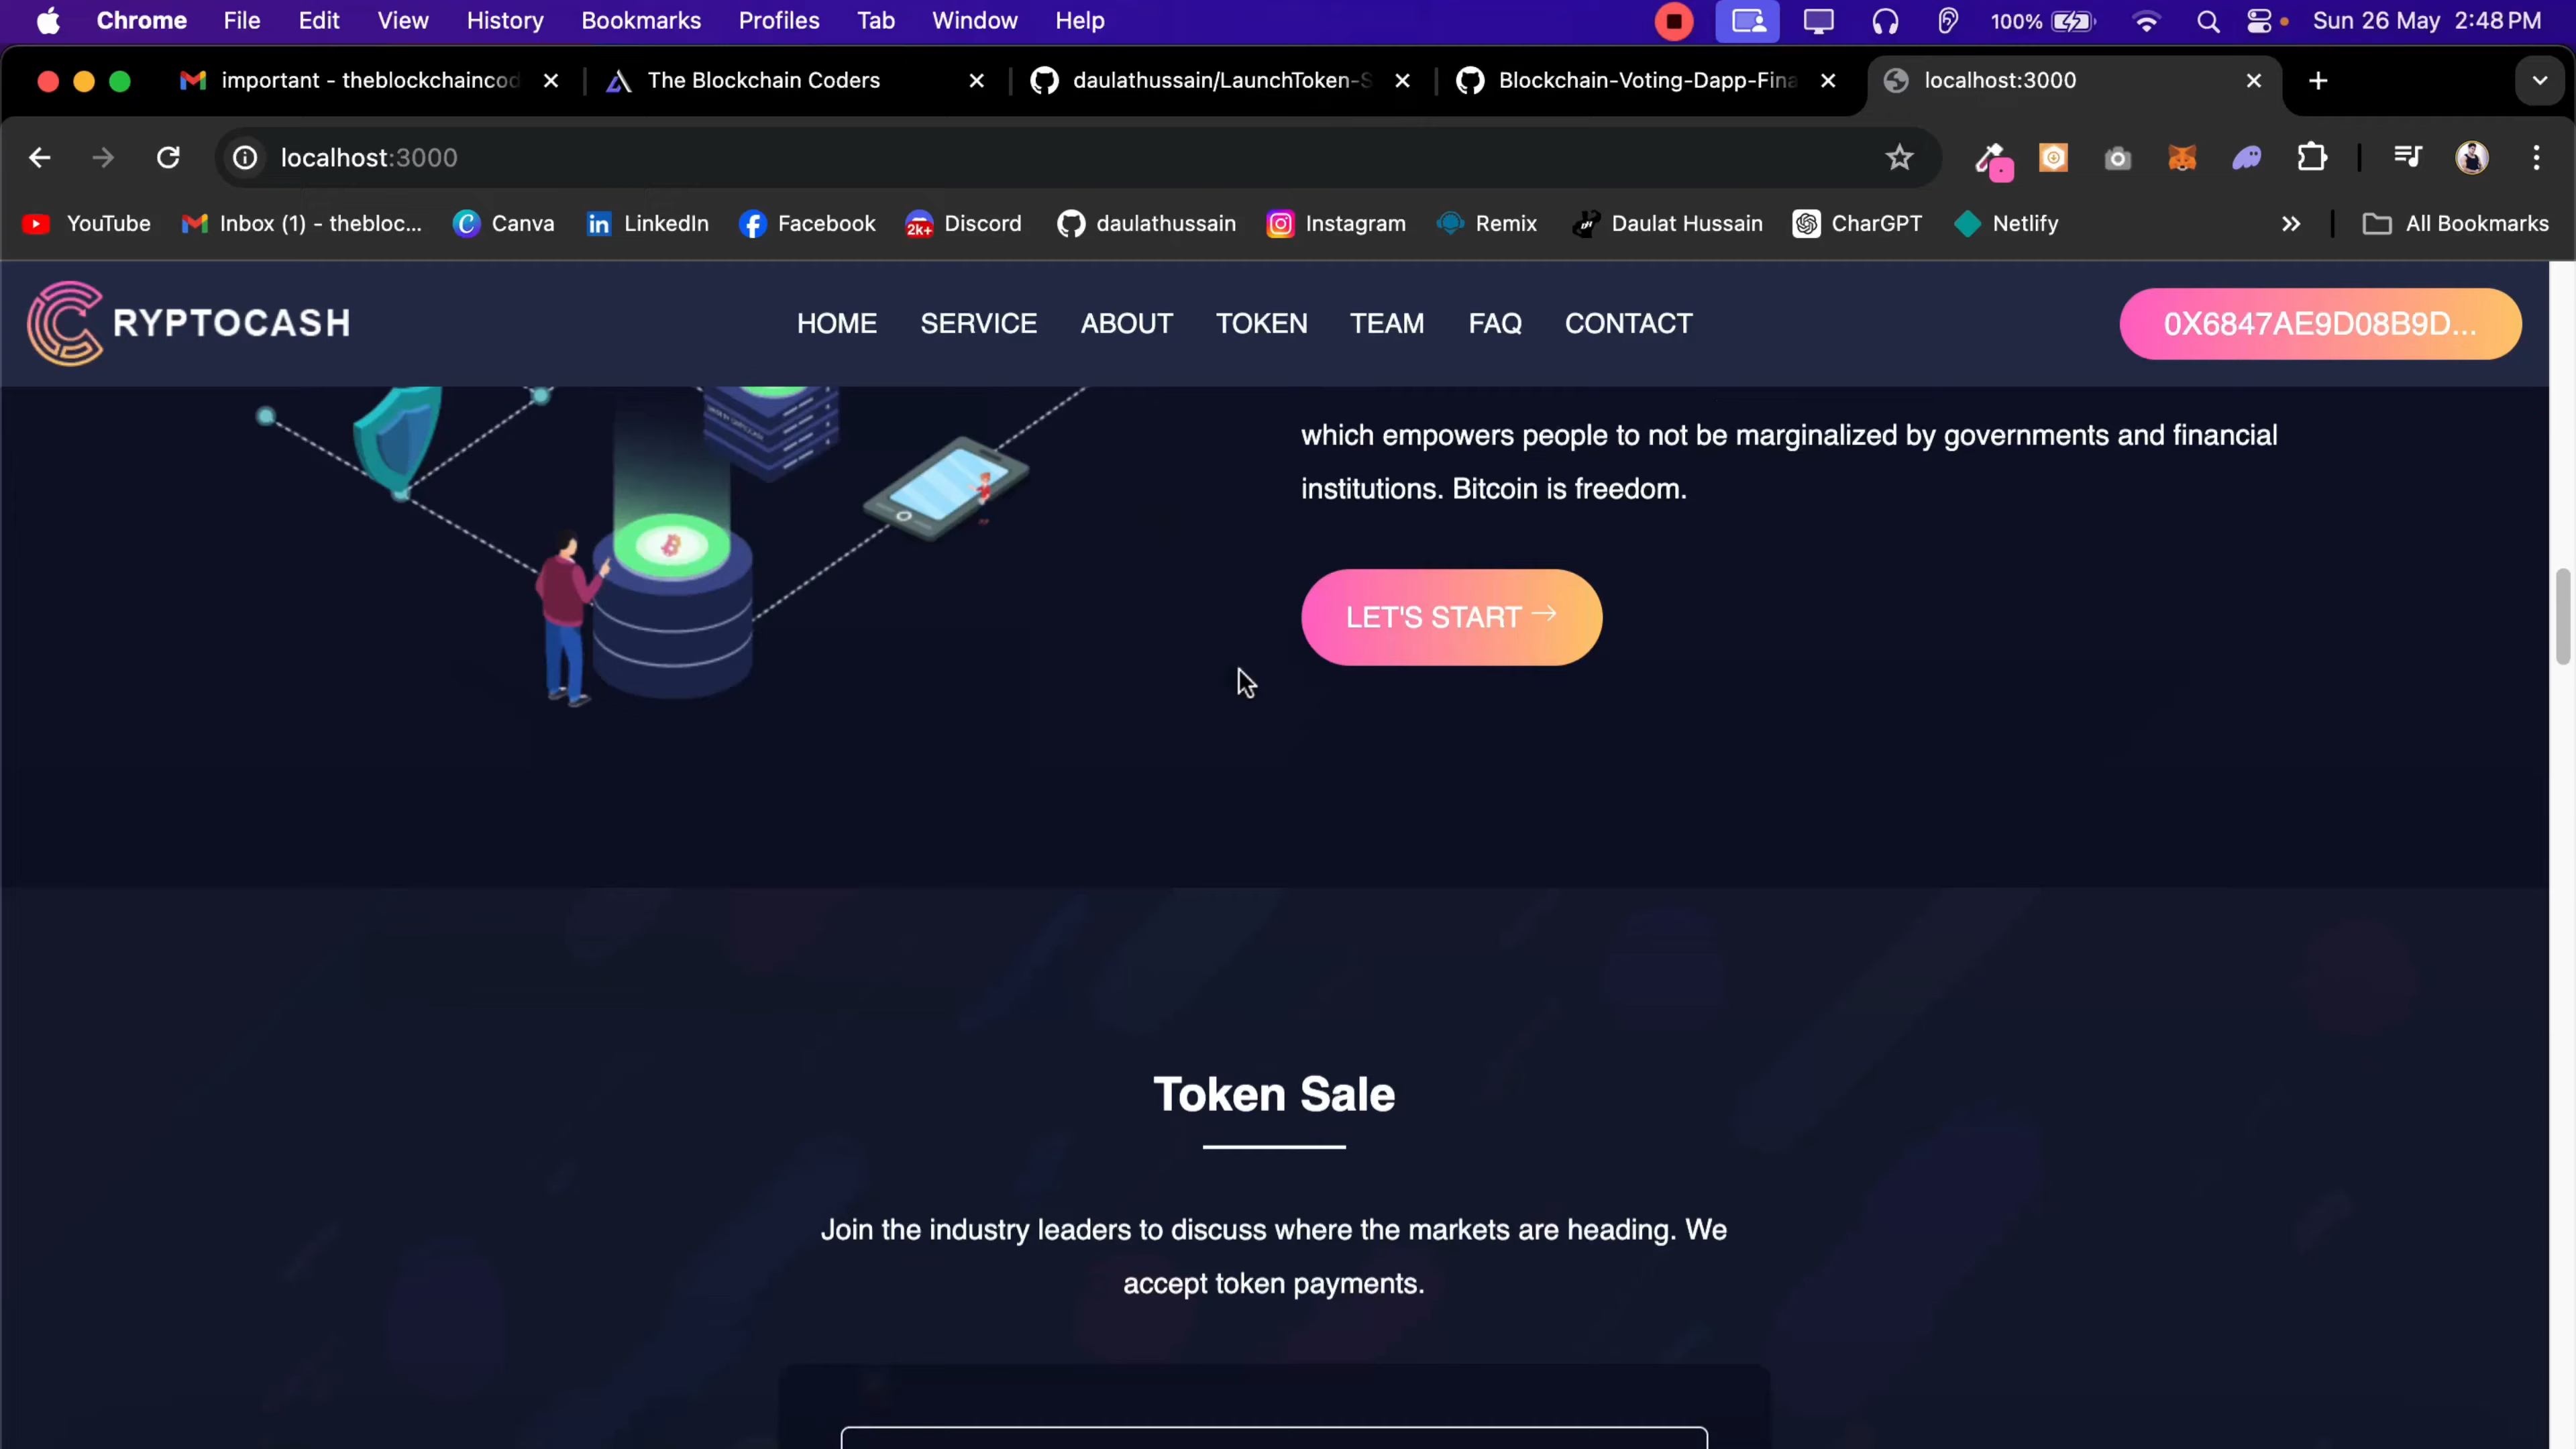 Chrome File Edit View History Bookmarks Profiles Tab Window Help 100% Sun 26 May 2:48 PM
important - theblockchaincod The Blockchain Coders daulathussain/LaunchToken-S Blockchain-Voting-Dapp-Fina localhost:3000
localhost:3000
YouTube Inbox (1) - thebloc... Canva LinkedIn Facebook 2k+ Discord daulathussain Instagram Remix Daulat Hussain CharGPT Netlify All Bookmarks
CRYPTOCASH HOME SERVICE ABOUT TOKEN TEAM FAQ CONTACT 0X6847AE9D08B9D...
which empowers people to not be marginalized by governments and financial
institutions. Bitcoin is freedom.
LET'S START
Token Sale
Join the industry leaders to discuss where the markets are heading. We
accept token payments.